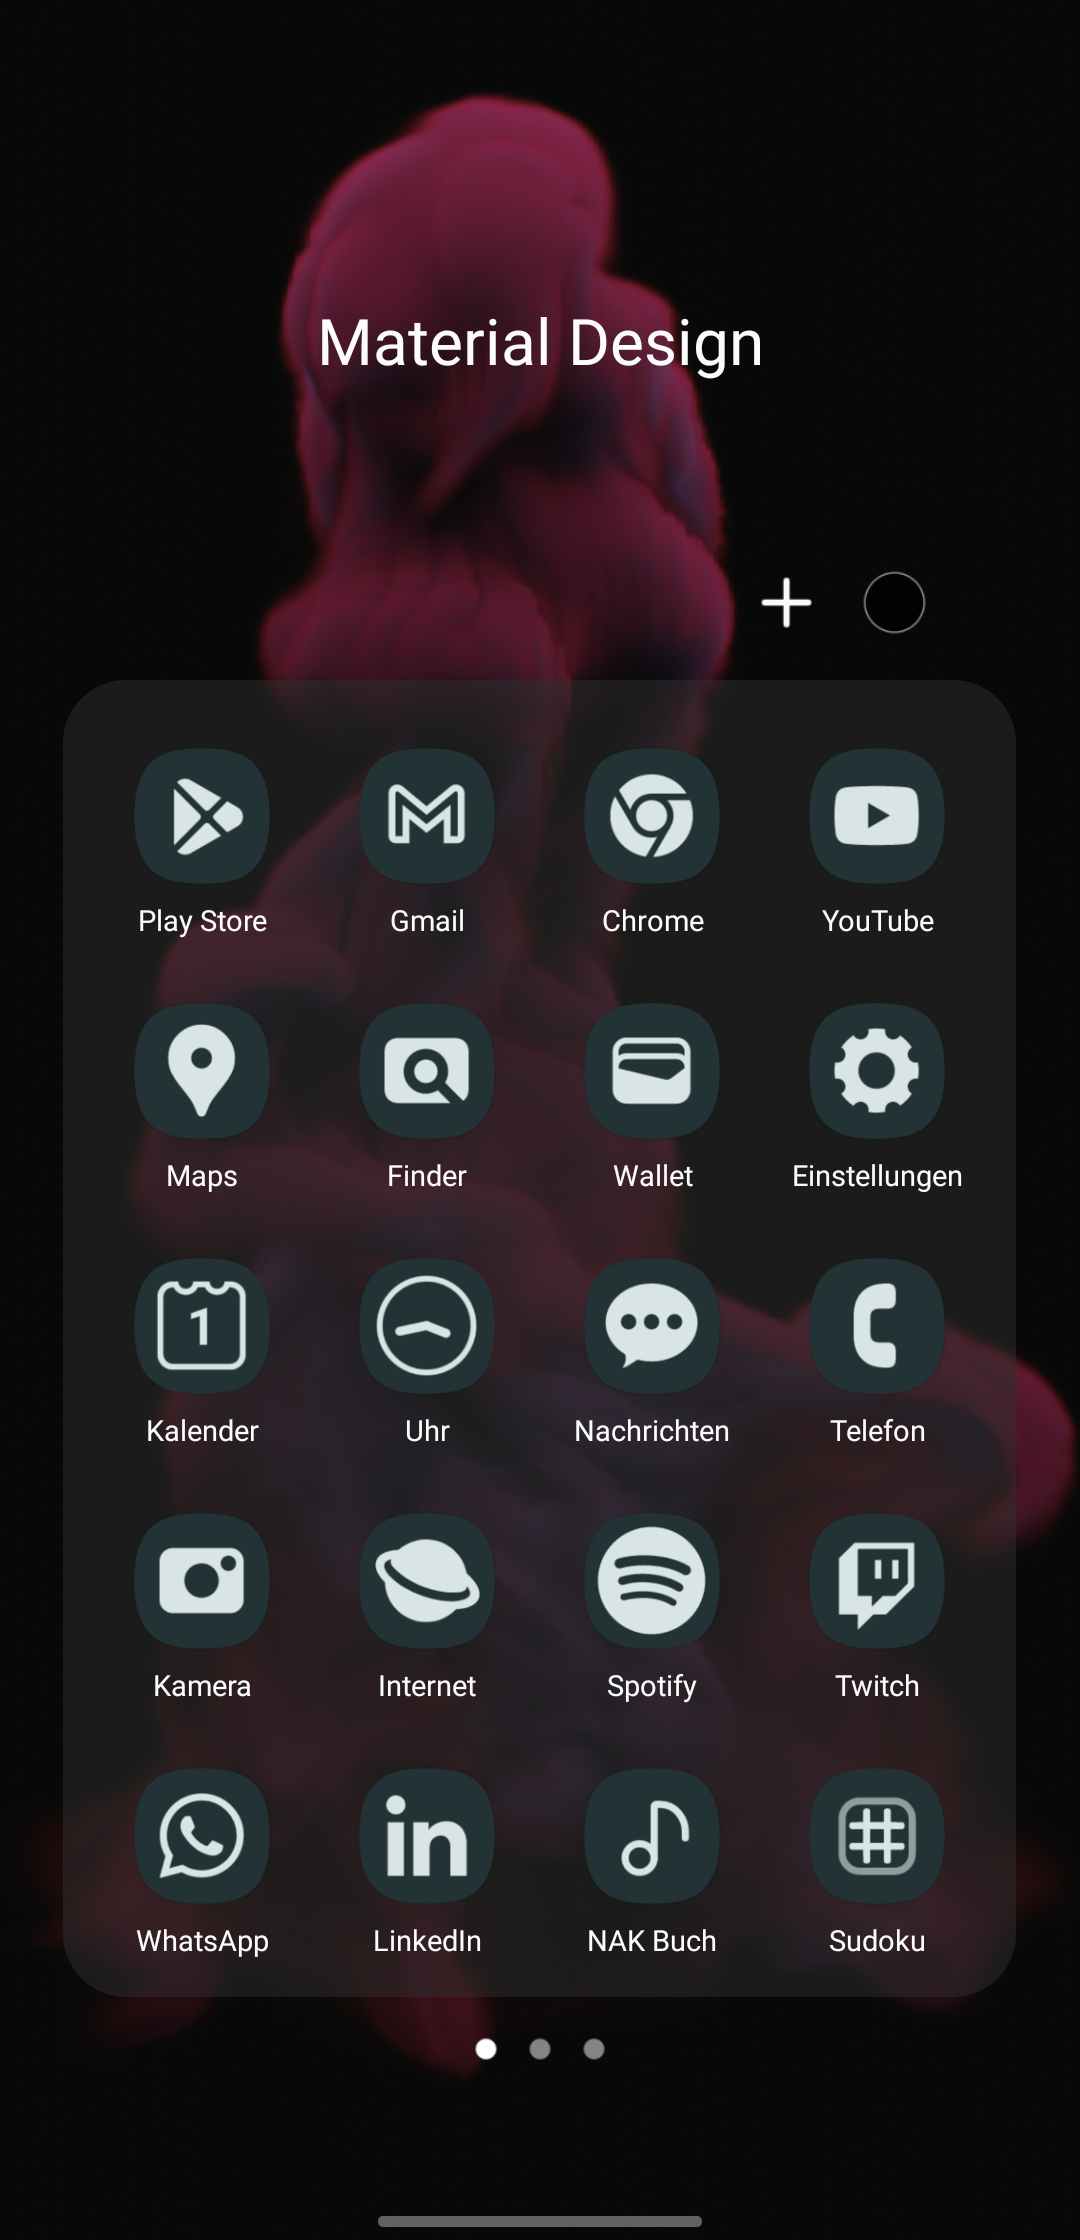 Material Design
Play Store
Gmail
Chrome
YouTube
Maps
Finder
Wallet
Einstellungen
1
Kalender
Uhr
Nachrichten
Telefon
Kamera
Internet
Spotify
Twitch
in
WhatsApp
LinkedIn
NAK Buch
Sudoku